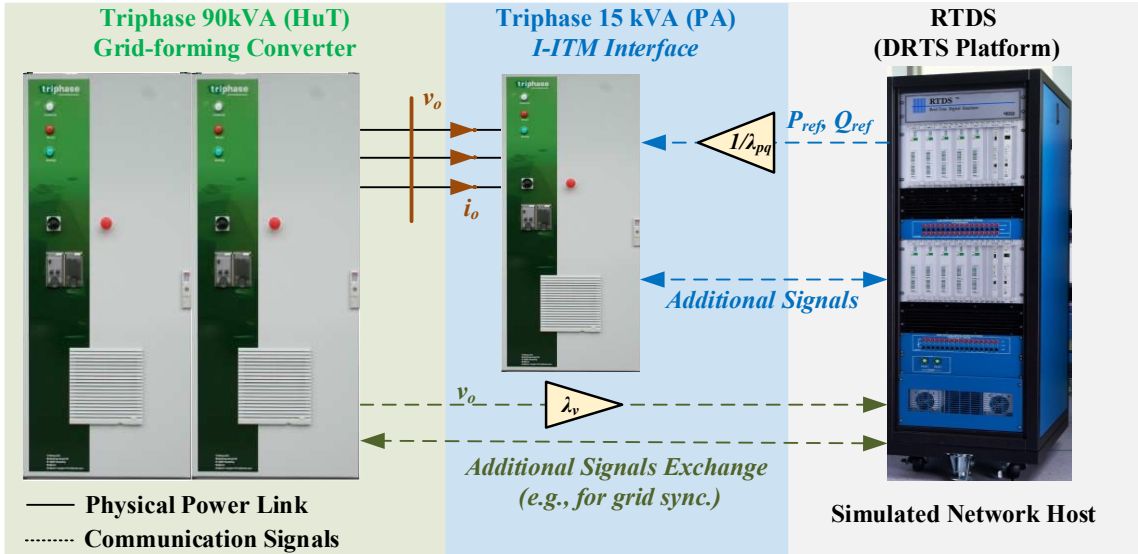 Triphase 90kVA (HuT)
Grid-forming Converter
Triphase 15 kVA (PA)
I-ITM Interface
RTDS
(DRTS Platform)
triphase
triphase
triphase
RTDS
v_o
i_o
1/λ_pq
P_ref, Q_ref
Additional Signals
v_o
λ_v
Additional Signals Exchange
(e.g., for grid sync.)
Physical Power Link
Communication Signals
Simulated Network Host